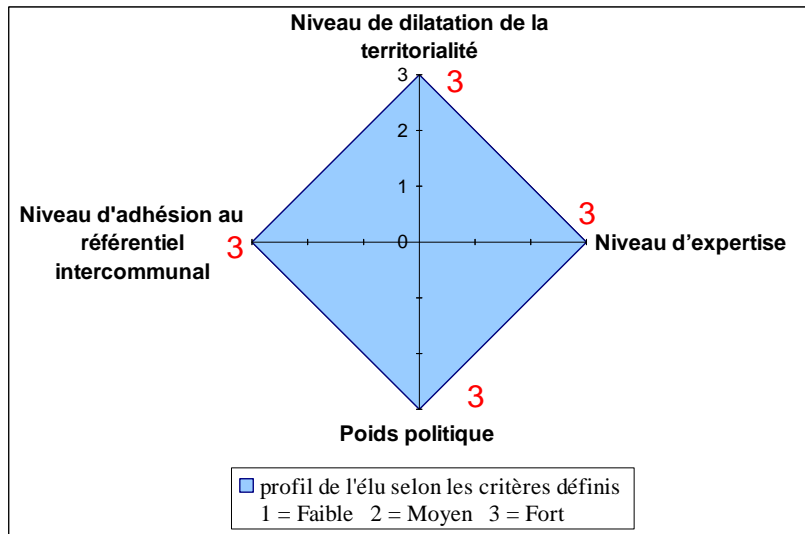 Niveau de dilatation de la
territorialité
3
3
2
1
0
Niveau d'adhésion au
référentiel
intercommunal
3
3
Niveau d’expertise
3
Poids politique
profil de l'élu selon les critères définis
1 = Faible 2 = Moyen 3 = Fort